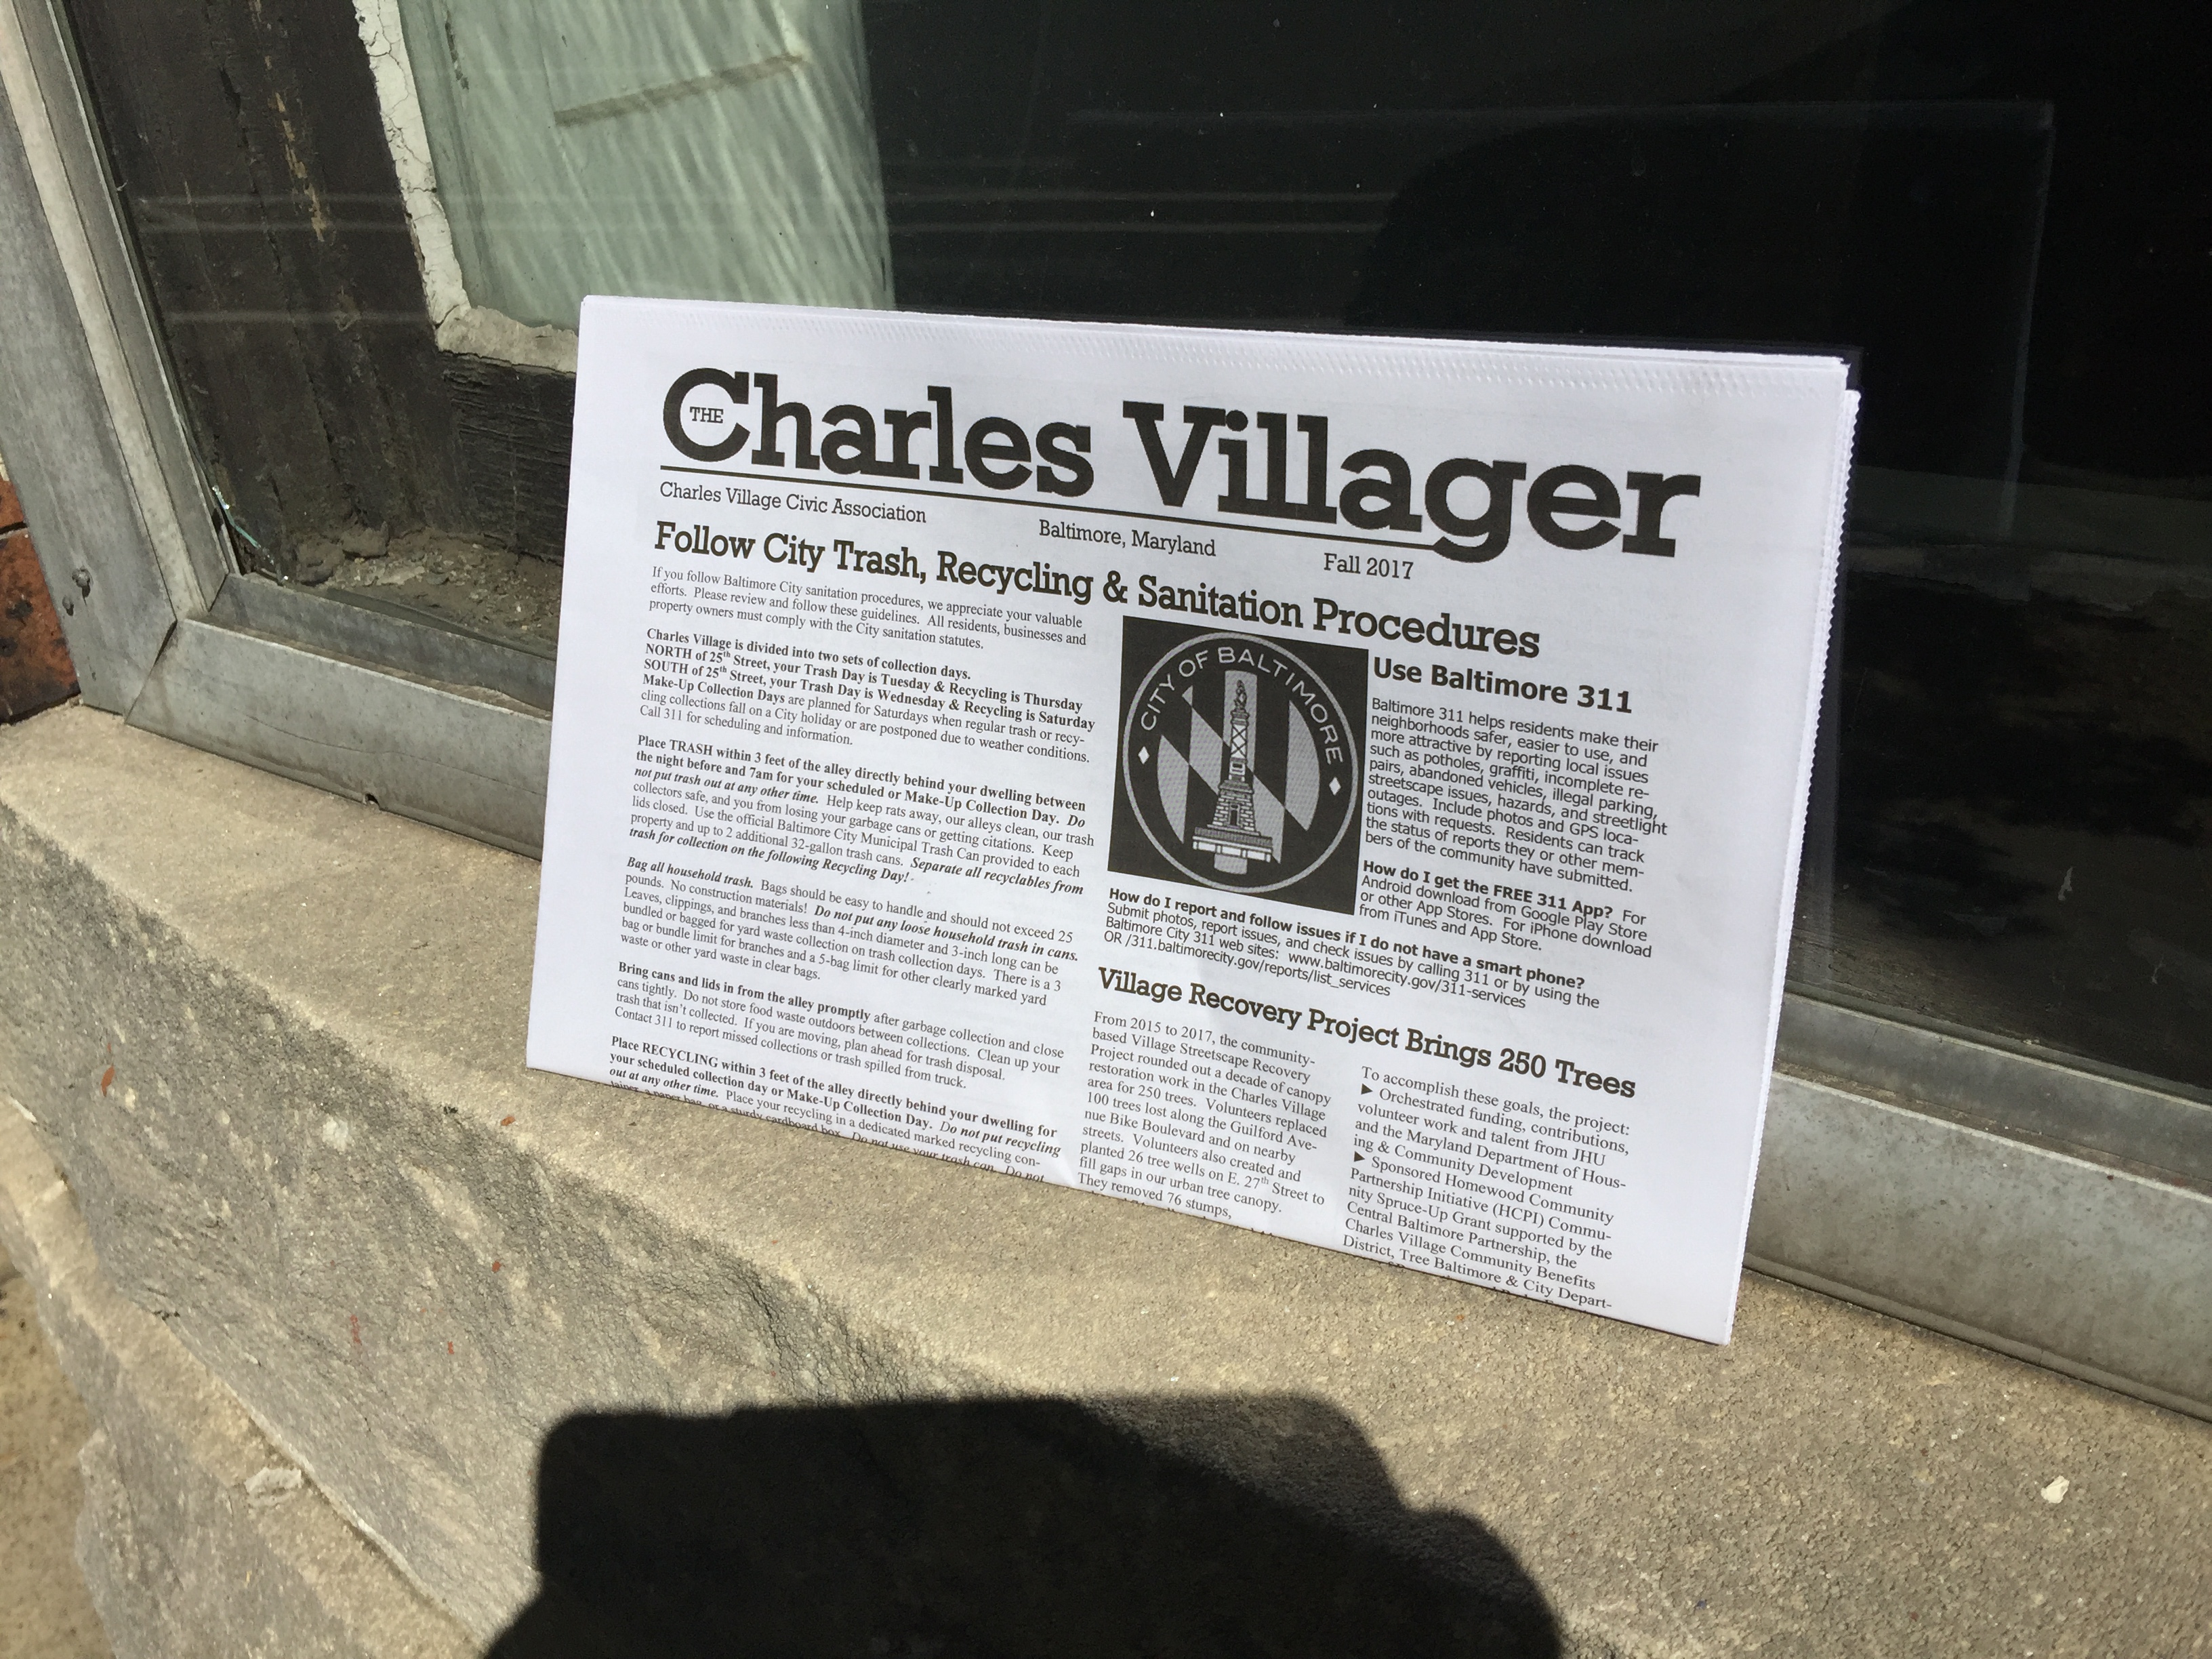 THE Charles Villager
Charles Village Civic Association
Baltimore, Maryland
Fall 2017
Follow City Trash, Recycling & Sanitation Procedures
If you follow Baltimore City sanitation procedures, we appreciate your valuable
efforts. Please review and follow these guidelines. All residents, businesses and
property owners must comply with the City sanitation statutes.
Charles Village is divided into two sets of collection days.
NORTH of 25th Street, your Trash Day is Tuesday & Recycling is Thursday
SOUTH of 25th Street, your Trash Day is Wednesday & Recycling is Saturday
Make-Up Collection Days are planned for Saturdays when regular trash or recy-
cling collections fall on a City holiday or are postponed due to weather conditions.
Call 311 for scheduling and information.
Place TRASH within 3 feet of the alley directly behind your dwelling between
the night before and 7am for your scheduled or Make-Up Collection Day. Do
not put trash out at any other time. Help keep rats away, our alleys clean, our trash
collectors safe, and you from losing your garbage cans or getting citations. Keep
lids closed. Use the official Baltimore City Municipal Trash Can provided to each
property and up to 2 additional 32-gallon trash cans. Separate all recyclables from
trash for collection on the following Recycling Day!
Bag all household trash. Bags should be easy to handle and should not exceed 25
pounds. No construction materials! Do not put any loose household trash in cans.
Leaves, clippings, and branches less than 4-inch diameter and 3-inch long can be
bundled or bagged for yard waste collection on trash collection days. There is a 3
bag or bundle limit for branches and a 5-bag limit for other clearly marked yard
waste or other yard waste in clear bags.
Bring cans and lids in from the alley promptly after garbage collection and close
cans tightly. Do not store food waste outdoors between collections. Clean up your
trash that isn't collected. If you are moving, plan ahead for trash disposal.
Contact 311 to report missed collections or trash spilled from truck.
Place RECYCLING within 3 feet of the alley directly behind your dwelling for
your scheduled collection day or Make-Up Collection Day. Do not put recycling
out at any other time. Place your recycling in a dedicated marked recycling con-
tainer, a paper bag, or a sturdy cardboard box. Do not use your trash can. Do not
CITY OF BALTIMORE
Use Baltimore 311
Baltimore 311 helps residents make their
neighborhoods safer, easier to use, and
more attractive by reporting local issues
such as potholes, graffiti, incomplete re-
pairs, abandoned vehicles, illegal parking,
streetscape issues, hazards, and streetlight
outages. Include photos and GPS loca-
tions with requests. Residents can track
the status of reports they or other mem-
bers of the community have submitted.
How do I get the FREE 311 App? For
Android download from Google Play Store
or other App Stores. For iPhone download
from iTunes and App Store.
How do I report and follow issues if I do not have a smart phone?
Submit photos, report issues, and check issues by calling 311 or by using the
Baltimore City 311 web sites: www.baltimorecity.gov/311-services
OR /311.baltimorecity.gov/reports/list_services
Village Recovery Project Brings 250 Trees
From 2015 to 2017, the community-
based Village Streetscape Recovery
Project rounded out a decade of canopy
restoration work in the Charles Village
area for 250 trees. Volunteers replaced
100 trees lost along the Guilford Ave-
nue Bike Boulevard and on nearby
streets. Volunteers also created and
planted 26 tree wells on E. 27th Street to
fill gaps in our urban tree canopy.
They removed 76 stumps,
To accomplish these goals, the project:
► Orchestrated funding, contributions,
volunteer work and talent from JHU
and the Maryland Department of Hous-
ing & Community Development
► Sponsored Homewood Community
Partnership Initiative (HCPI) Commu-
nity Spruce-Up Grant supported by the
Central Baltimore Partnership, the
Charles Village Community Benefits
District, Tree Baltimore & City Depart-